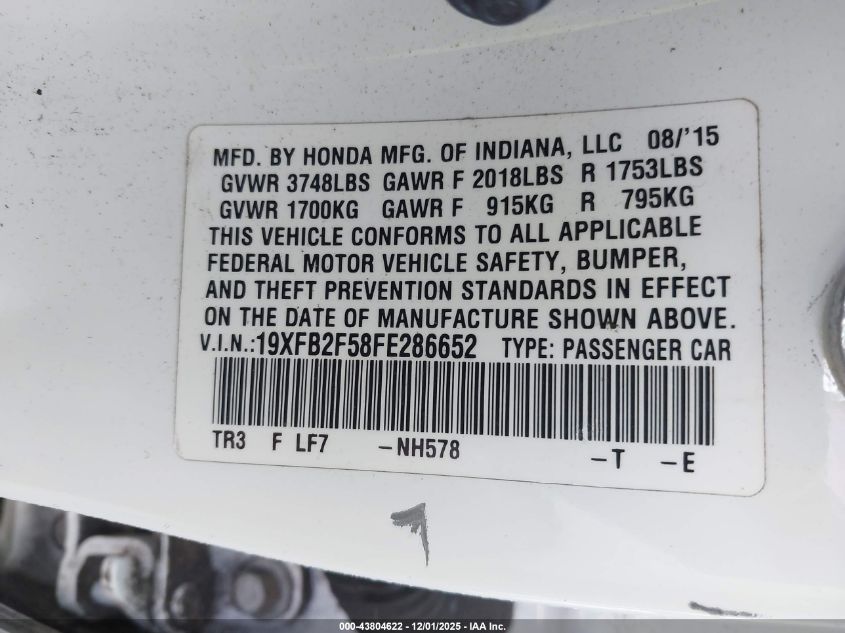 MFD. BY HONDA MFG. OF INDIANA, LLC 08/'15
GVWR 3748LBS GAWR F 2018LBS R 1753LBS
GVWR 1700KG GAWR F 915KG R 795KG
THIS VEHICLE CONFORMS TO ALL APPLICABLE
FEDERAL MOTOR VEHICLE SAFETY, BUMPER,
AND THEFT PREVENTION STANDARDS IN EFFECT
ON THE DATE OF MANUFACTURE SHOWN ABOVE.
V.I.N.:19XFB2F58FE286652 TYPE: PASSENGER CAR
TR3 F LF7 -NH578 -T -E
000-43804622 - 12/01/2025 - IAA Inc.